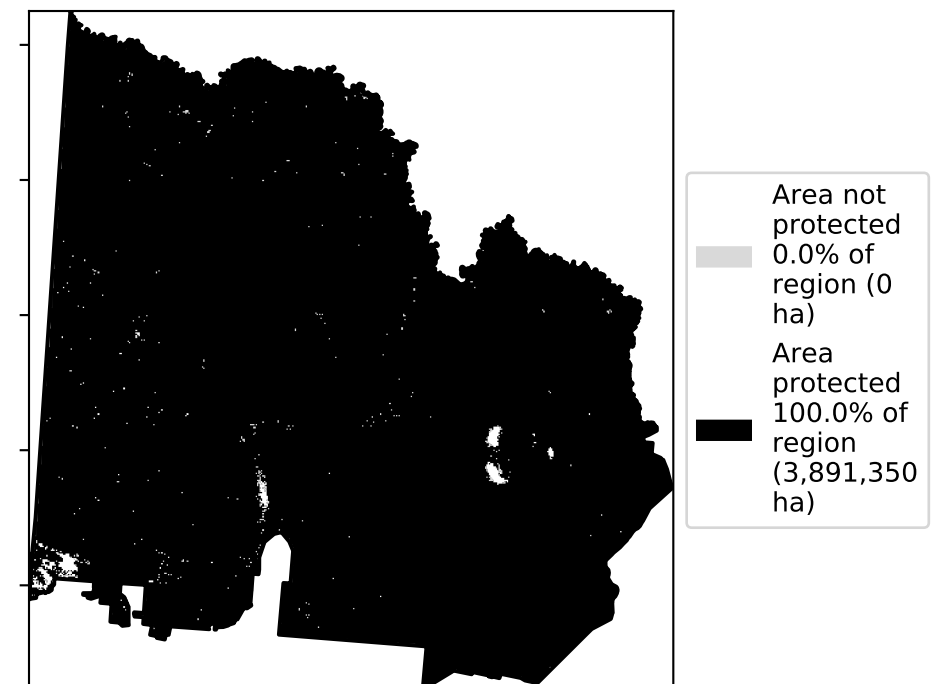 Area not
protected
0.0% of
region (0
ha)
Area
protected
100.0% of
region
(3,891,350
ha)